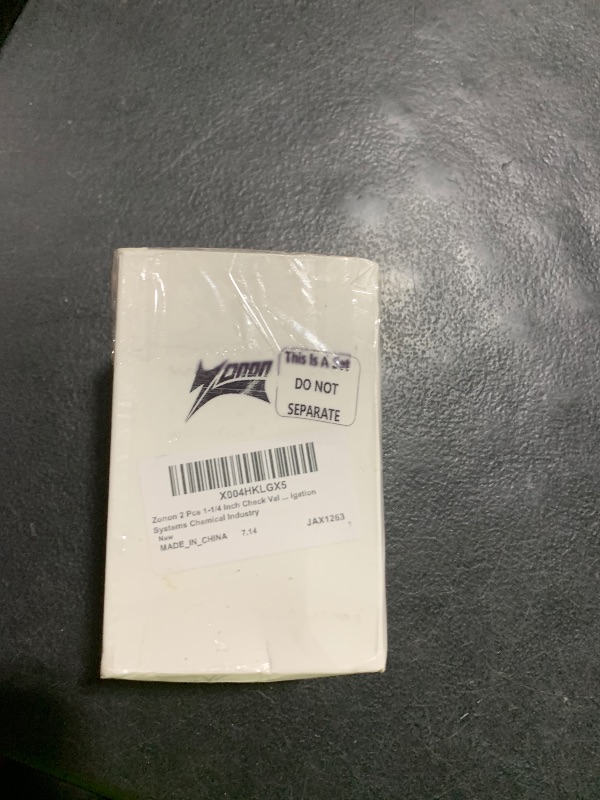 Zonon
This Is A Set
DO NOT
SEPARATE
X004HKLGX5
Zonon 2 Pcs 1-1/4 Inch Check Val ... igation
Systems Chemical Industry
New
MADE_IN_CHINA 7.14 JAX1263
1